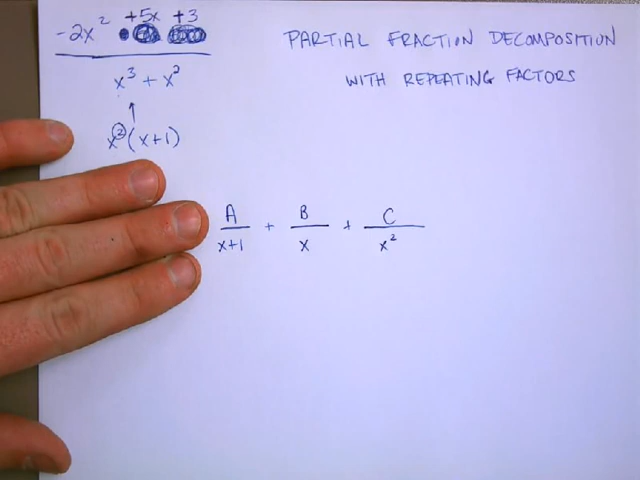 -2x² +5x +3
x³ + x²
x²(x+1)
PARTIAL FRACTION DECOMPOSITION
WITH REPEATING FACTORS
A B C
+ +
x+1 x x²